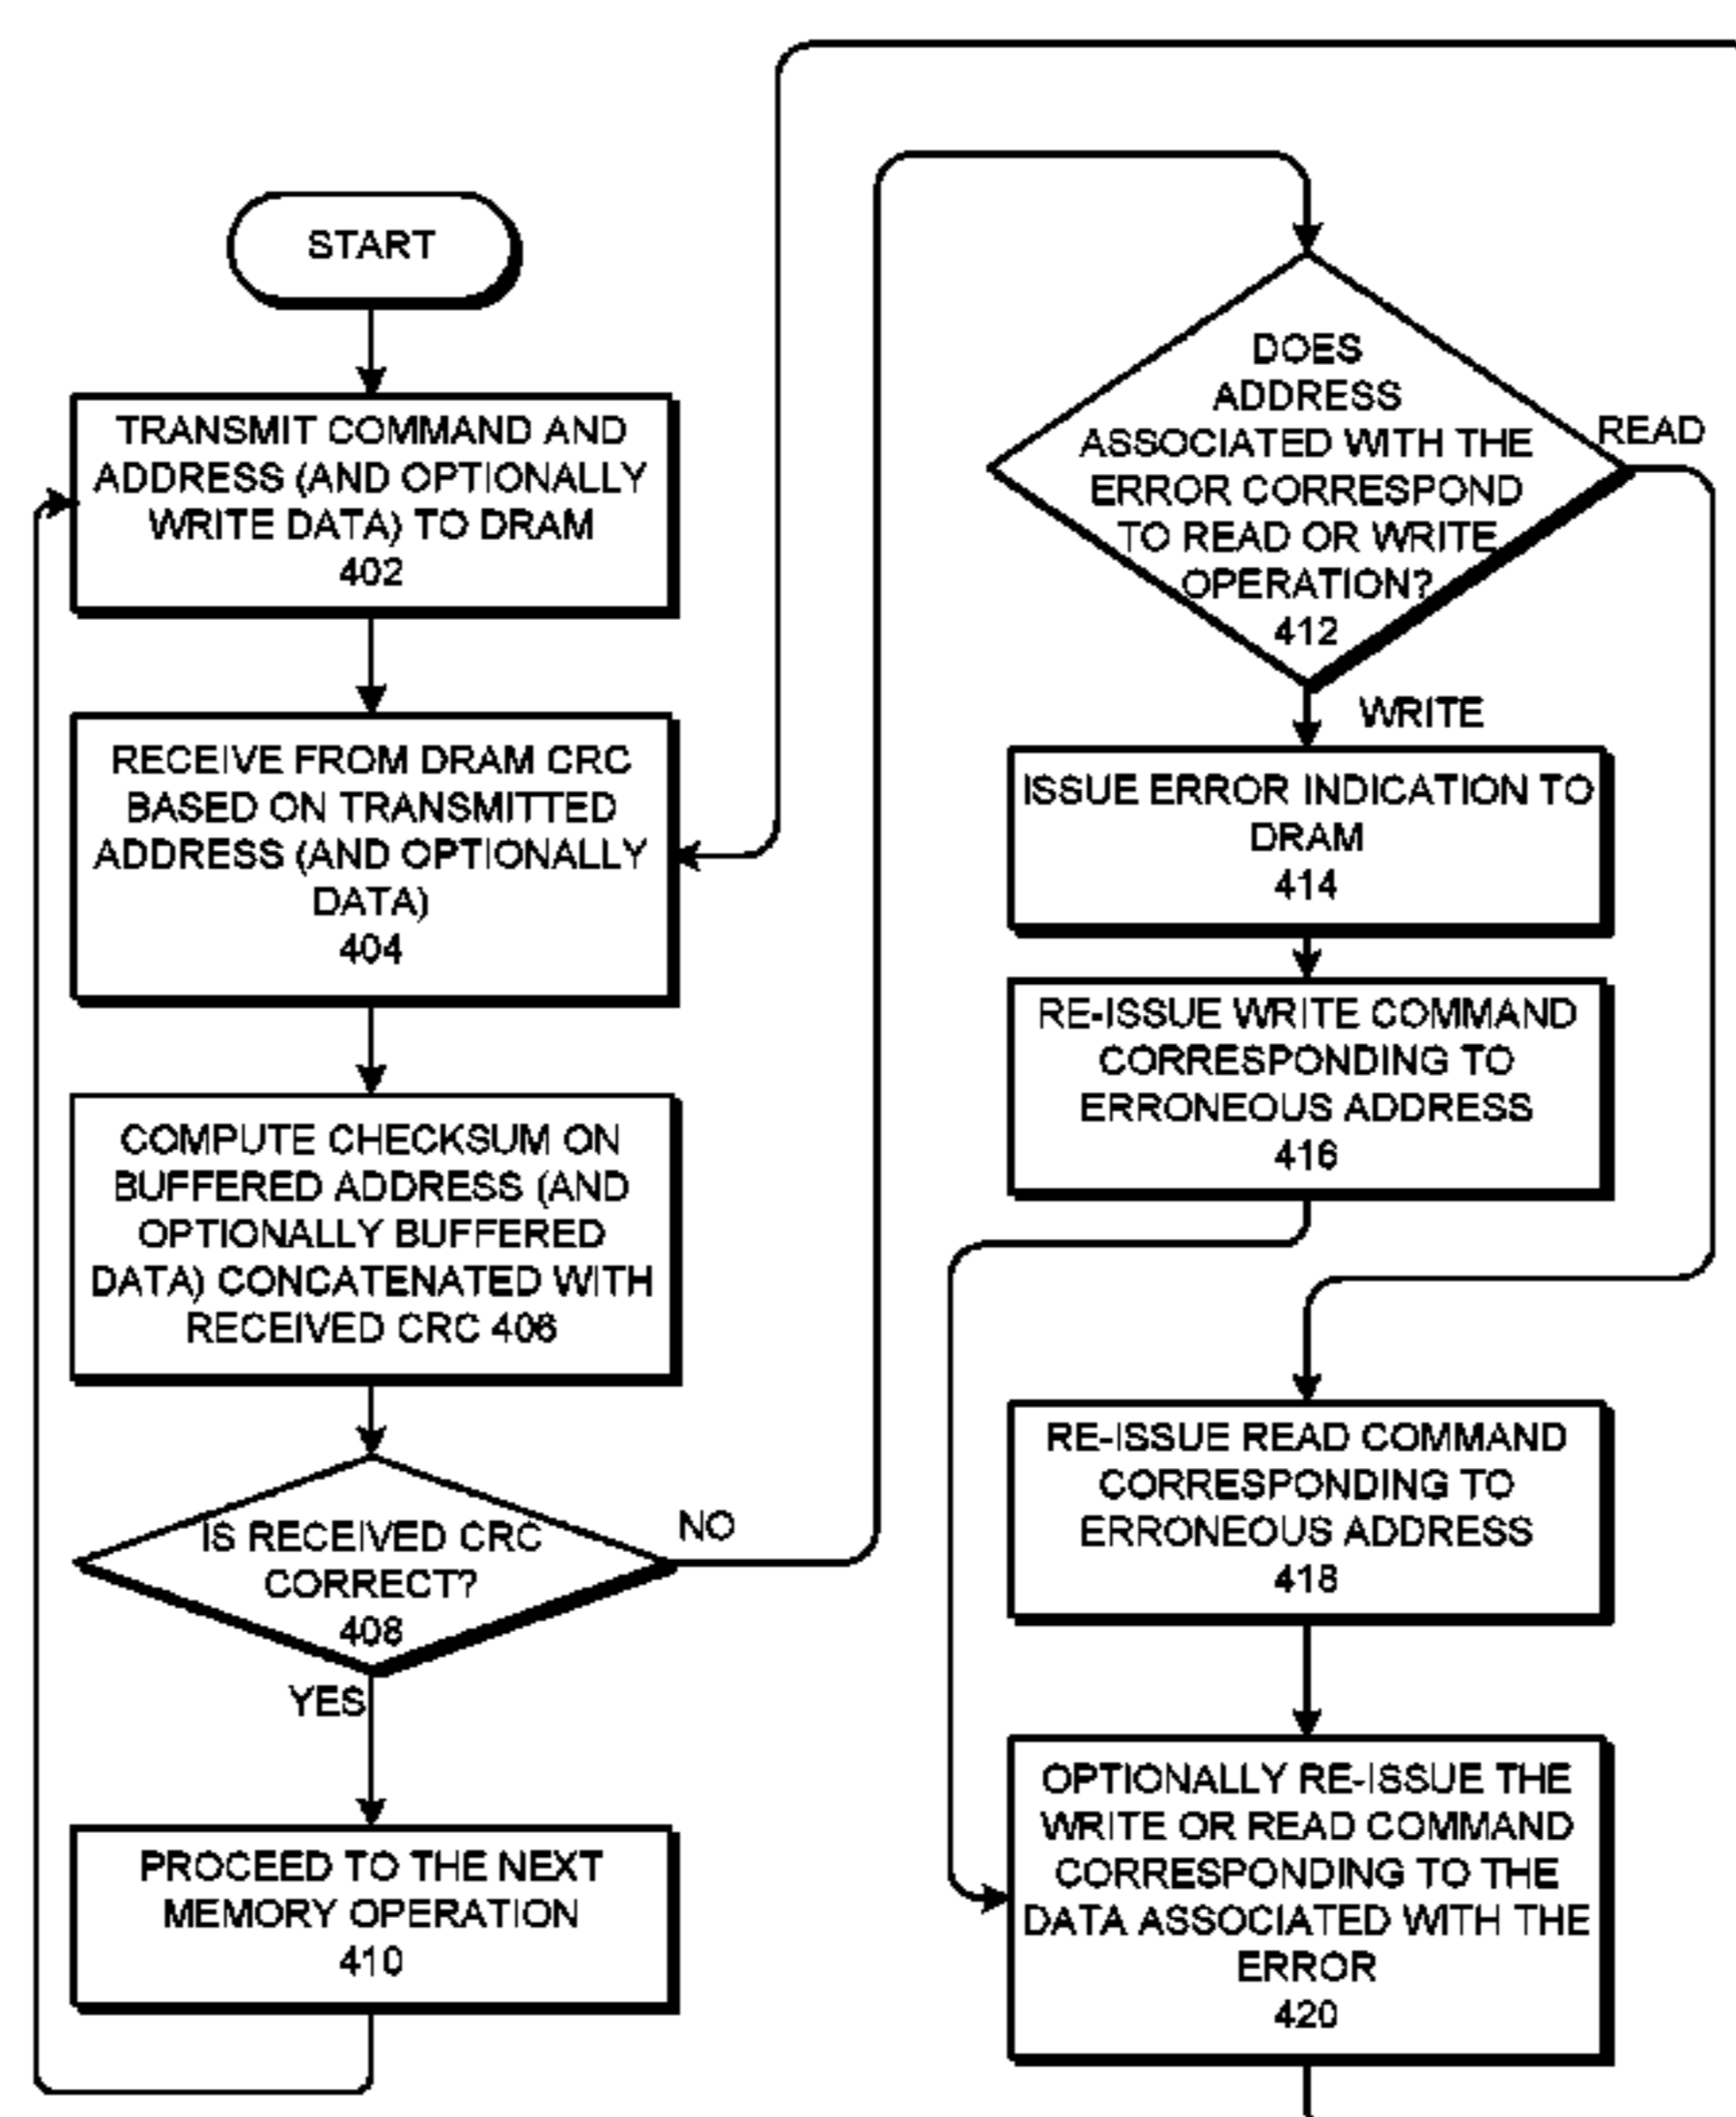 START
TRANSMIT COMMAND AND
ADDRESS (AND OPTIONALLY
WRITE DATA) TO DRAM
402
RECEIVE FROM DRAM CRC
BASED ON TRANSMITTED
ADDRESS (AND OPTIONALLY
DATA)
404
COMPUTE CHECKSUM ON
BUFFERED ADDRESS (AND
OPTIONALLY BUFFERED
DATA) CONCATENATED WITH
RECEIVED CRC 406
IS RECEIVED CRC
CORRECT?
408
NO
YES
PROCEED TO THE NEXT
MEMORY OPERATION
410
DOES
ADDRESS
ASSOCIATED WITH THE
ERROR CORRESPOND
TO READ OR WRITE
OPERATION?
412
READ
WRITE
ISSUE ERROR INDICATION TO
DRAM
414
RE-ISSUE WRITE COMMAND
CORRESPONDING TO
ERRONEOUS ADDRESS
416
RE-ISSUE READ COMMAND
CORRESPONDING TO
ERRONEOUS ADDRESS
418
OPTIONALLY RE-ISSUE THE
WRITE OR READ COMMAND
CORRESPONDING TO THE
DATA ASSOCIATED WITH THE
ERROR
420